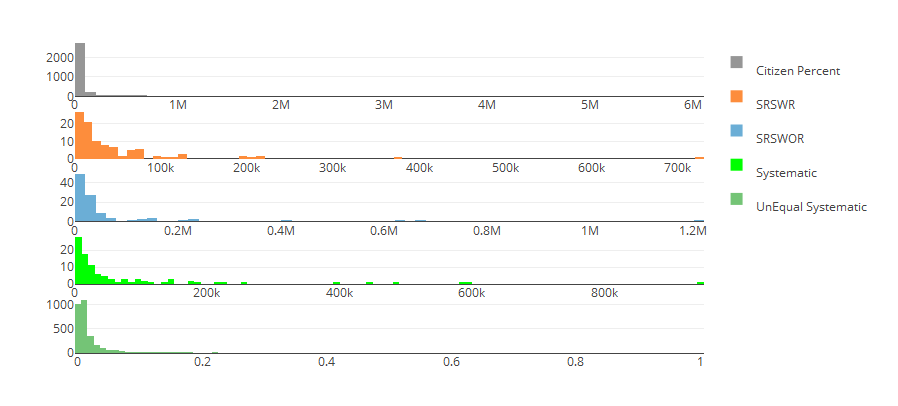 2000
1000
0
0 1M 2M 3M 4M 5M 6M
20
10
0
0 100k 200k 300k 400k 500k 600k 700k
40
20
0
0 0.2M 0.4M 0.6M 0.8M 1M 1.2M
20
10
0
0 200k 400k 600k 800k
1000
500
0
0 0.2 0.4 0.6 0.8 1
Citizen Percent
SRSWR
SRSWOR
Systematic
UnEqual Systematic